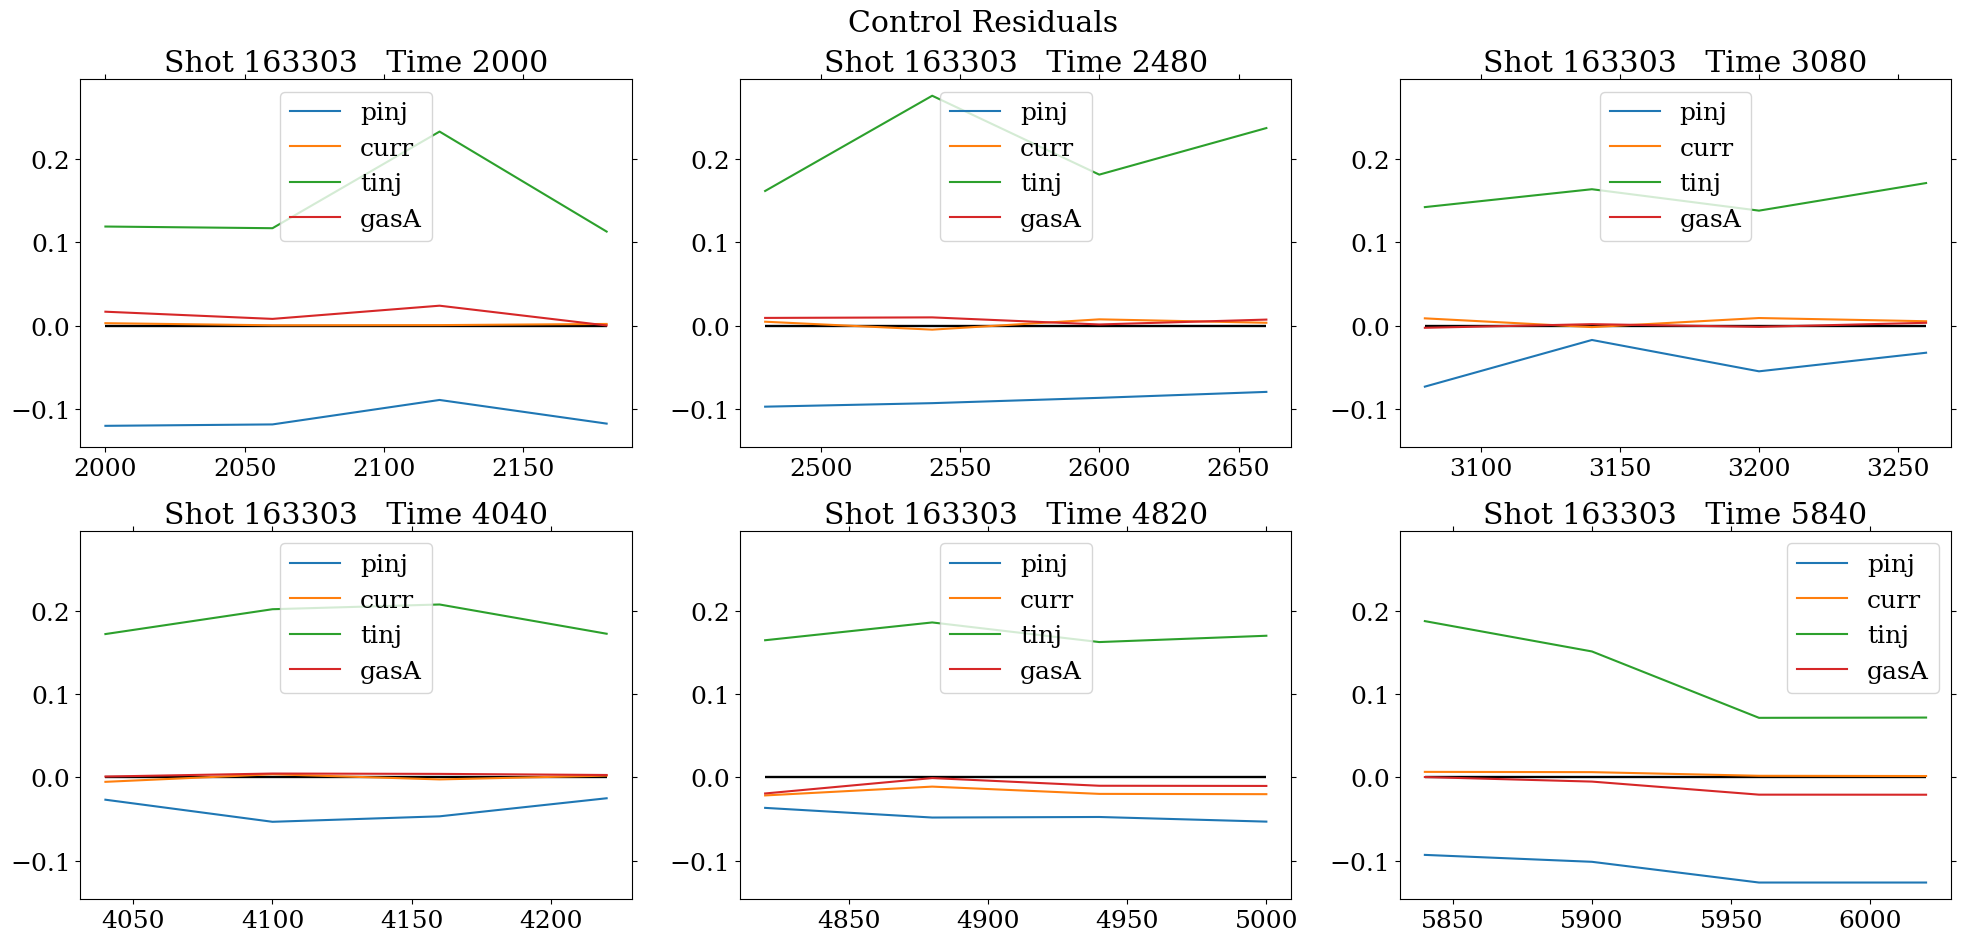 Control Residuals
Shot 163303   Time 2000
Shot 163303   Time 2480
Shot 163303   Time 3080
pinj
curr
tinj
gasA
0.2
0.1
0.0
−0.1
2000 2050 2100 2150
pinj
curr
tinj
gasA
0.2
0.1
0.0
−0.1
2500 2550 2600 2650
pinj
curr
tinj
gasA
0.2
0.1
0.0
−0.1
3100 3150 3200 3250
Shot 163303   Time 4040
Shot 163303   Time 4820
Shot 163303   Time 5840
pinj
curr
tinj
gasA
0.2
0.1
0.0
−0.1
4050 4100 4150 4200
pinj
curr
tinj
gasA
0.2
0.1
0.0
−0.1
4850 4900 4950 5000
pinj
curr
tinj
gasA
0.2
0.1
0.0
−0.1
5850 5900 5950 6000